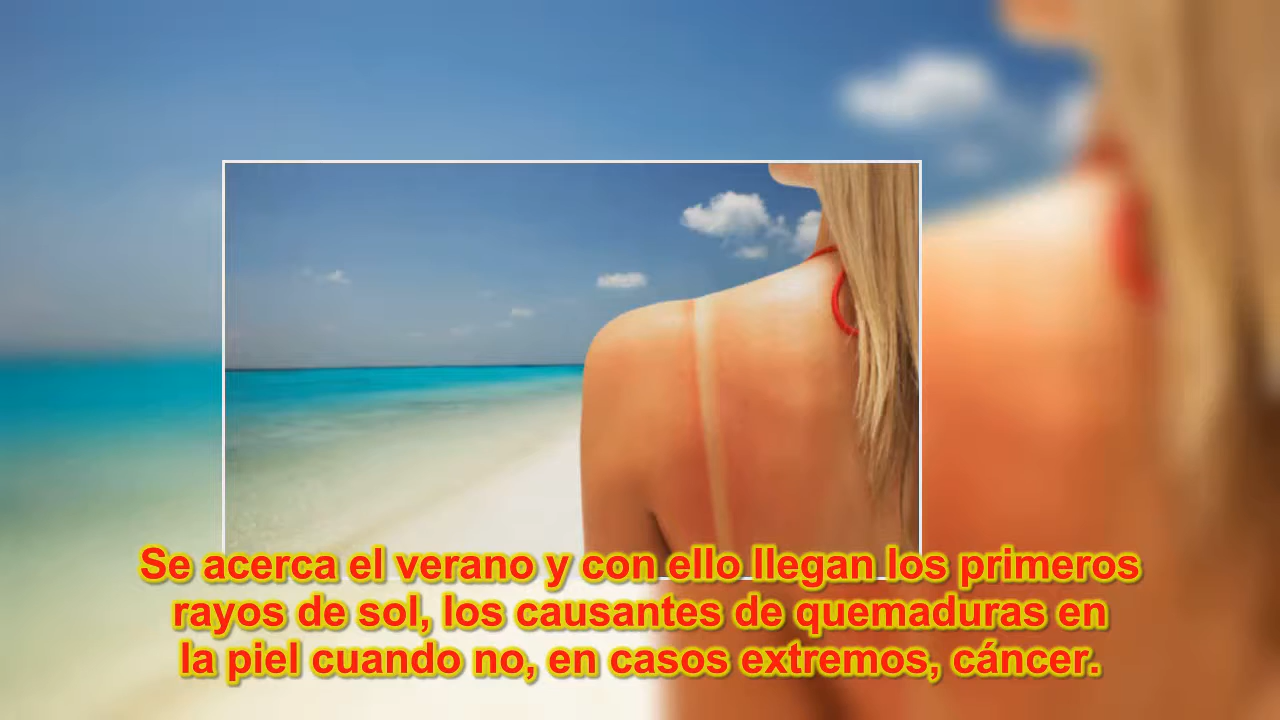 Se acerca el verano y con ello llegan los primeros
rayos de sol, los causantes de quemaduras en
la piel cuando no, en casos extremos, cáncer.